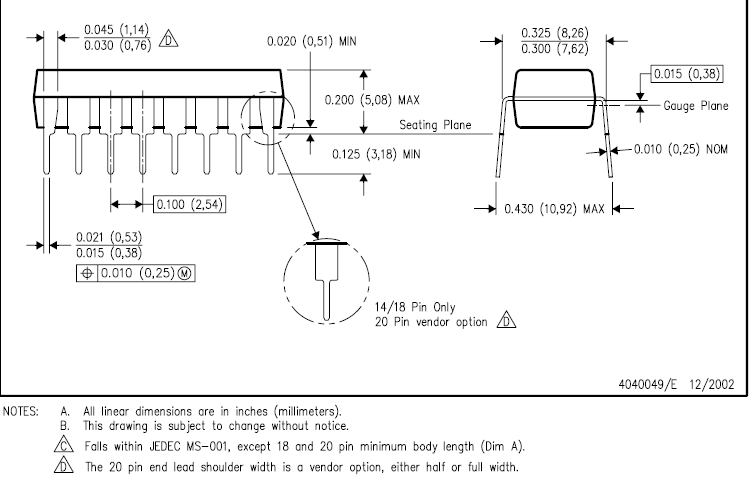 0.045 (1,14)
0.030 (0,76) D
0.020 (0,51) MIN
0.325 (8,26)
0.300 (7,62)
0.015 (0,38)
0.200 (5,08) MAX
Gauge Plane
Seating Plane
0.125 (3,18) MIN
0.010 (0,25) NOM
0.100 (2,54)
0.430 (10,92) MAX
0.021 (0,53)
0.015 (0,38)
⌖ 0.010 (0,25) Ⓜ
14/18 Pin Only
20 Pin vendor option D
4040049/E 12/2002
NOTES: A. All linear dimensions are in inches (millimeters).
B. This drawing is subject to change without notice.
C Falls within JEDEC MS-001, except 18 and 20 pin minimum body length (Dim A).
D The 20 pin end lead shoulder width is a vendor option, either half or full width.